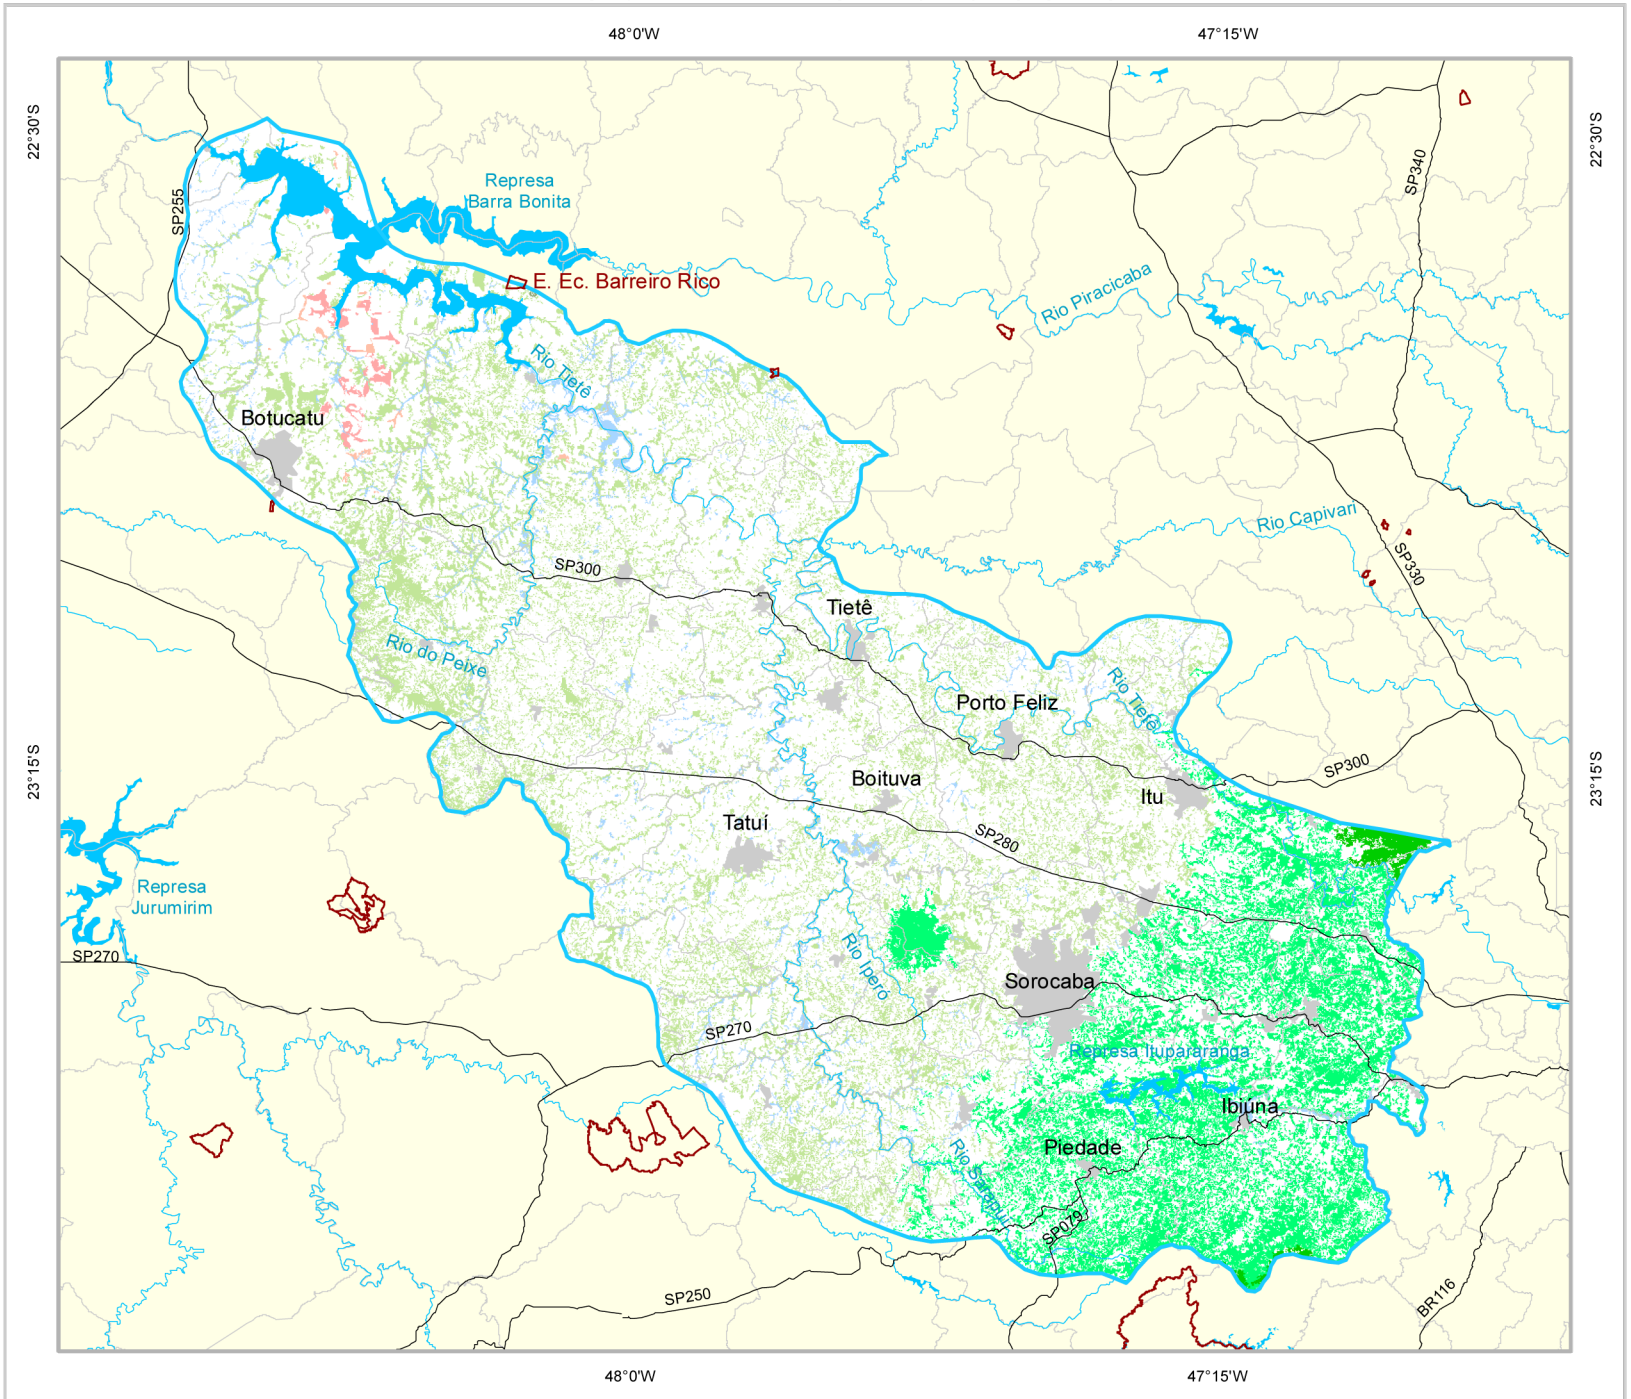 48°0'W
47°15'W
22°30'S
22°30'S
SP340
SP255
Represa
Barra Bonita
E. Ec. Barreiro Rico
Rio Piracicaba
Rio Tietê
Botucatu
Rio Capivari
SP330
SP300
Tietê
Rio do Peixe
Rio Tietê
Porto Feliz
23°15'S
23°15'S
SP300
Boituva
Itu
Tatuí
SP280
Represa
Jurumirim
SP270
Rio Iperó
Sorocaba
SP270
Represa Itupararanga
Ibiúna
Piedade
Rio Sarapuí
SP079
SP250
BR116
48°0'W
47°15'W